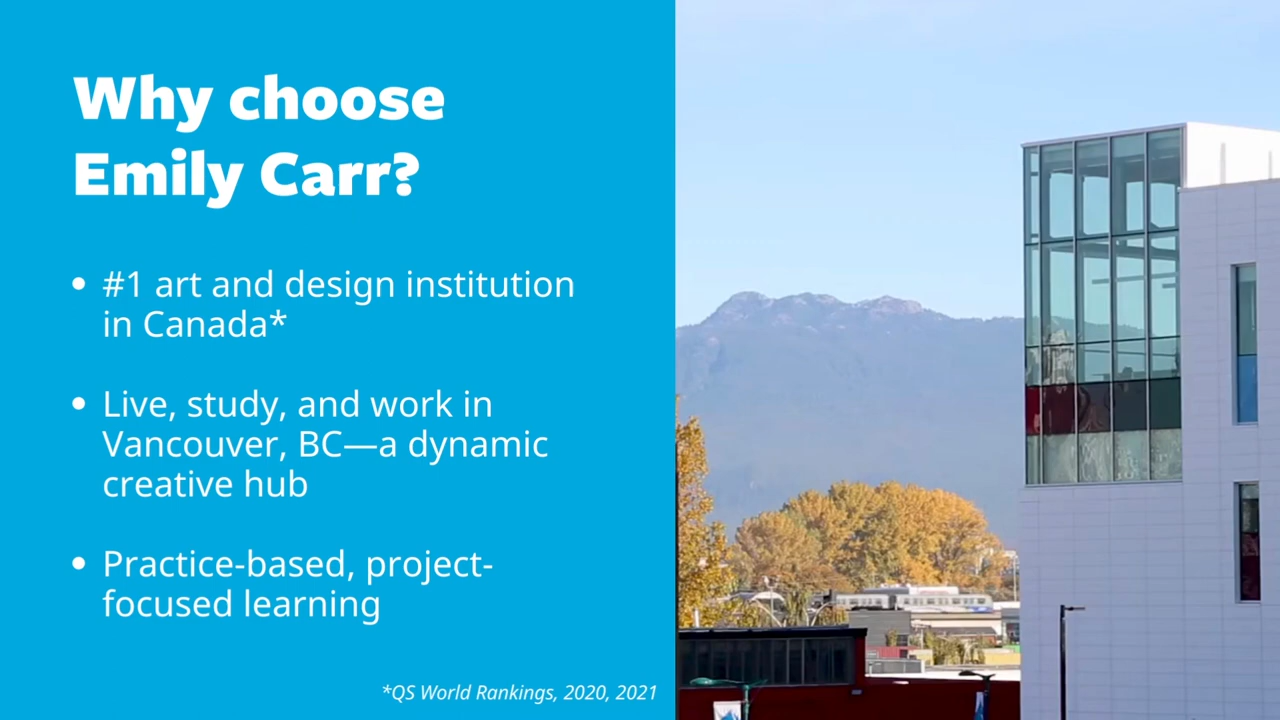 Why choose
Emily Carr?
• #1 art and design institution
in Canada*
• Live, study, and work in
Vancouver, BC—a dynamic
creative hub
• Practice-based, project-
focused learning
*QS World Rankings, 2020, 2021